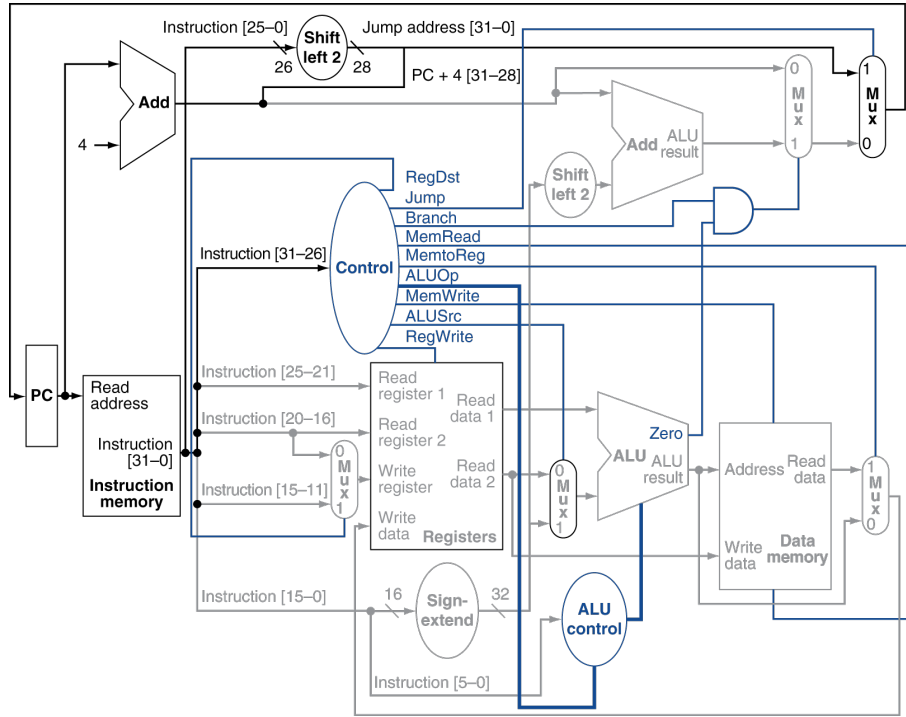 Instruction [25–0]
Shift
left 2
Jump address [31–0]
26
28
PC + 4 [31–28]
Add
4
0
M
u
x
1
1
M
u
x
0
Add
ALU
result
Shift
left 2
RegDst
Jump
Branch
MemRead
MemtoReg
ALUOp
MemWrite
ALUSrc
RegWrite
Control
Instruction [31–26]
PC
Read
address
Instruction
[31–0]
Instruction
memory
Instruction [25–21]
Instruction [20–16]
Instruction [15–11]
0
M
u
x
1
Read
register 1
Read
register 2
Write
register
Write
data
Read
data 1
Read
data 2
Registers
0
M
u
x
1
Zero
ALU
ALU
result
Address
Read
data
Write
data
Data
memory
1
M
u
x
0
Instruction [15–0]
16
Sign-
extend
32
ALU
control
Instruction [5–0]